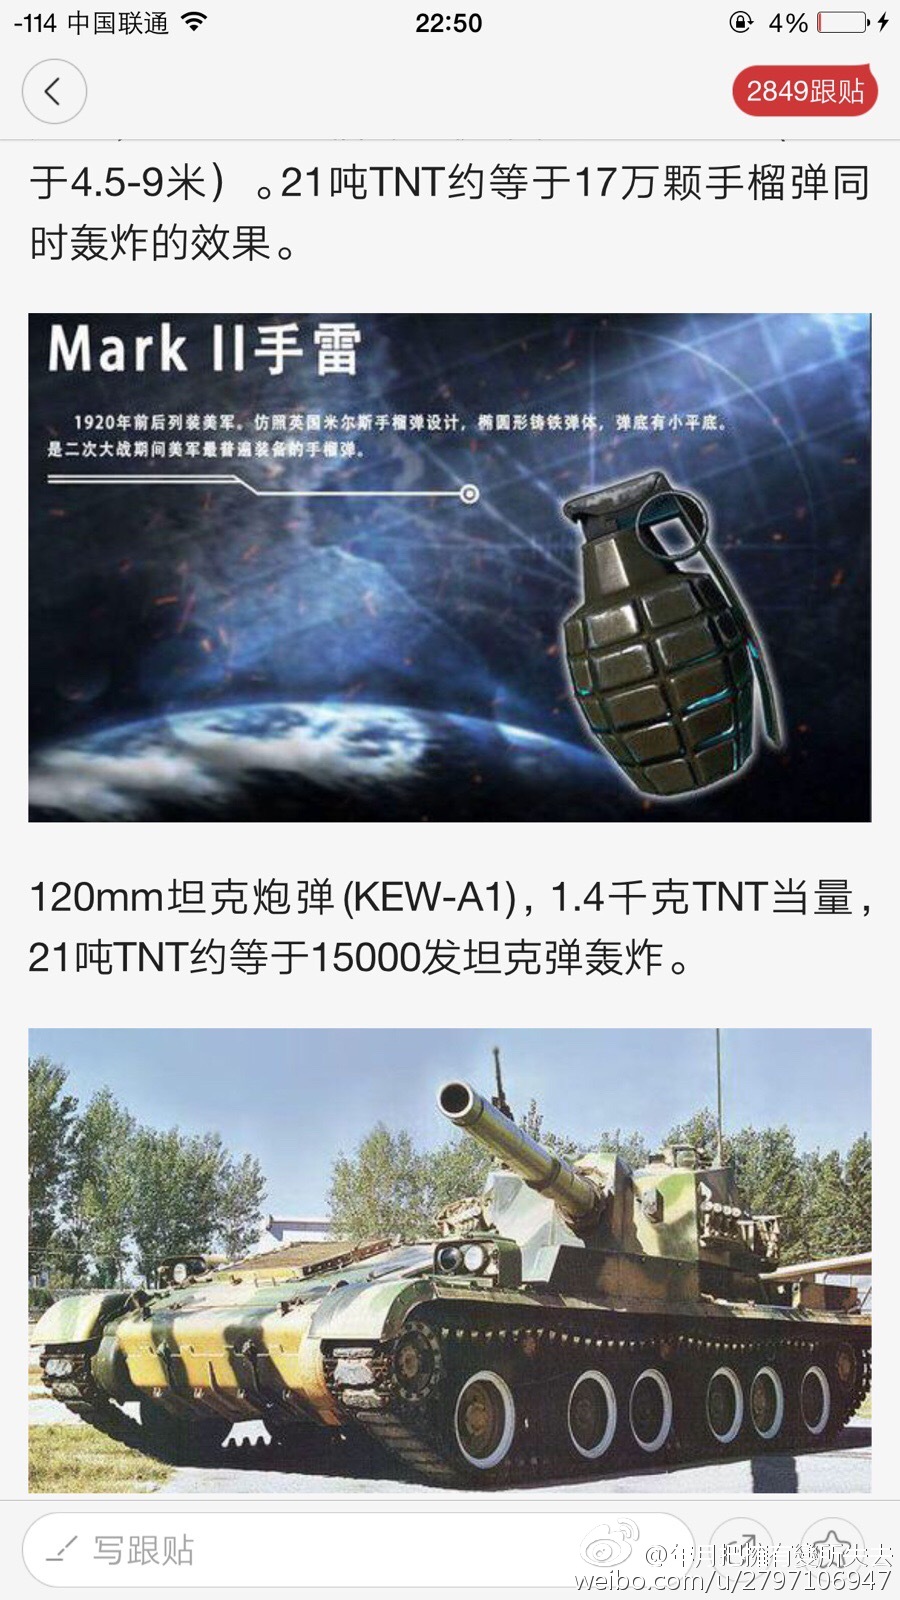 -114 中国联通 22:50 4%
2849跟贴
于4.5-9米）。21吨TNT约等于17万颗手榴弹同
时轰炸的效果。
Mark II手雷
1920年前后列装美军。仿照英国米尔斯手榴弹设计，椭圆形铸铁弹体，弹底有小平底。
是二次大战期间美军最普遍装备的手榴弹。
120mm坦克炮弹(KEW-A1)，1.4千克TNT当量，
21吨TNT约等于15000发坦克弹轰炸。
写跟贴
weibo.com/u/2797106947